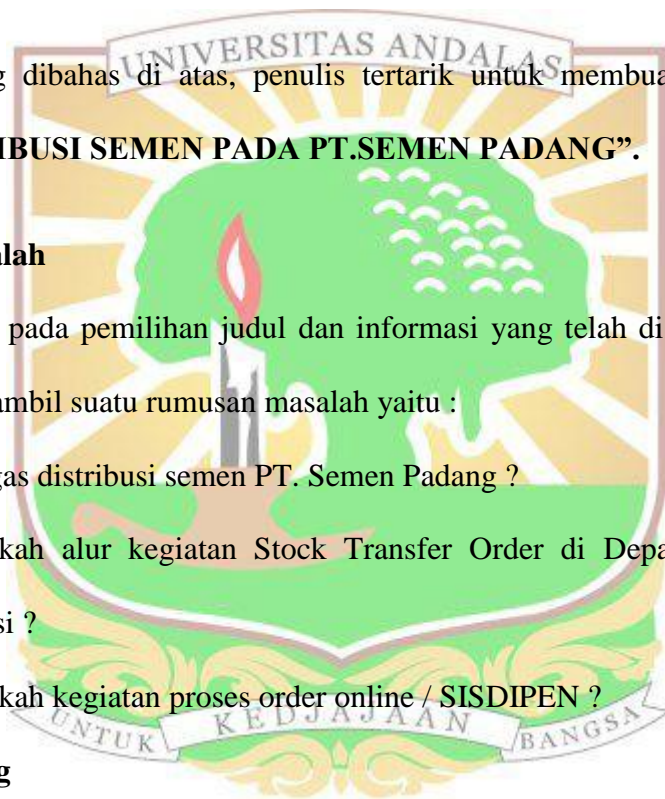 UNIVERSITAS ANDALAS
g dibahas di atas, penulis tertarik untuk membua
IBUSI SEMEN PADA PT.SEMEN PADANG”.
alah
pada pemilihan judul dan informasi yang telah di
ambil suatu rumusan masalah yaitu :
gas distribusi semen PT. Semen Padang ?
kah alur kegiatan Stock Transfer Order di Depa
si ?
kah kegiatan proses order online / SISDIPEN ?
UNTUK KEDJAJAAN BANGSA
g